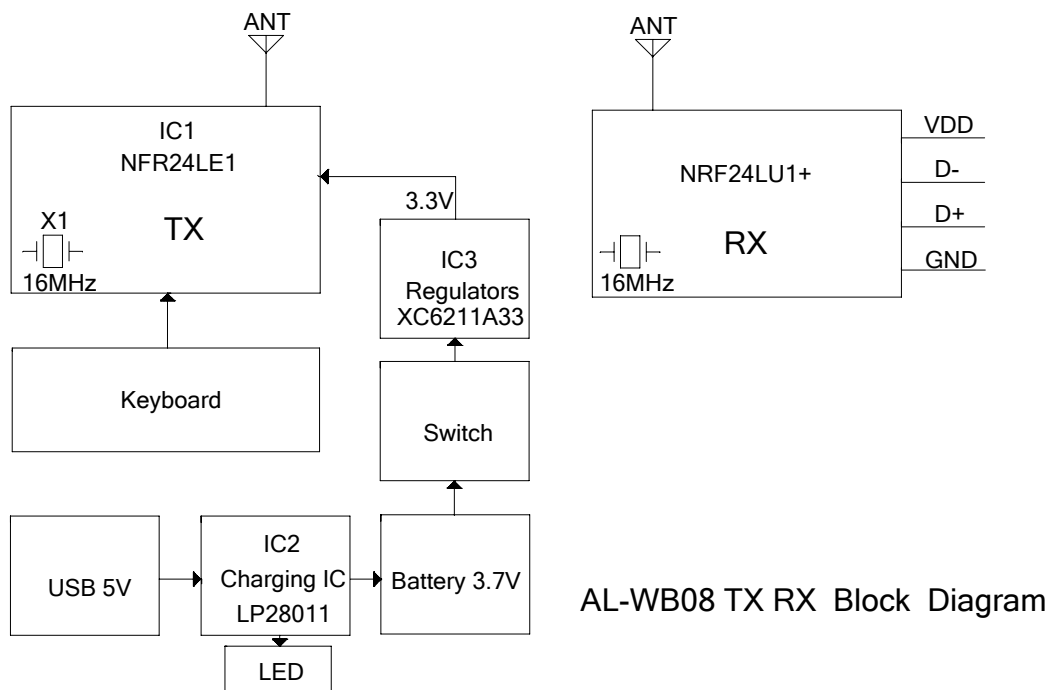 ANT
IC1
NFR24LE1
TX
X1
16MHz
3.3V
IC3
Regulators
XC6211A33
Keyboard
Switch
USB 5V
IC2
Charging IC
LP28011
Battery 3.7V
LED
ANT
NRF24LU1+
RX
16MHz
VDD
D-
D+
GND
AL-WB08 TX RX Block Diagram